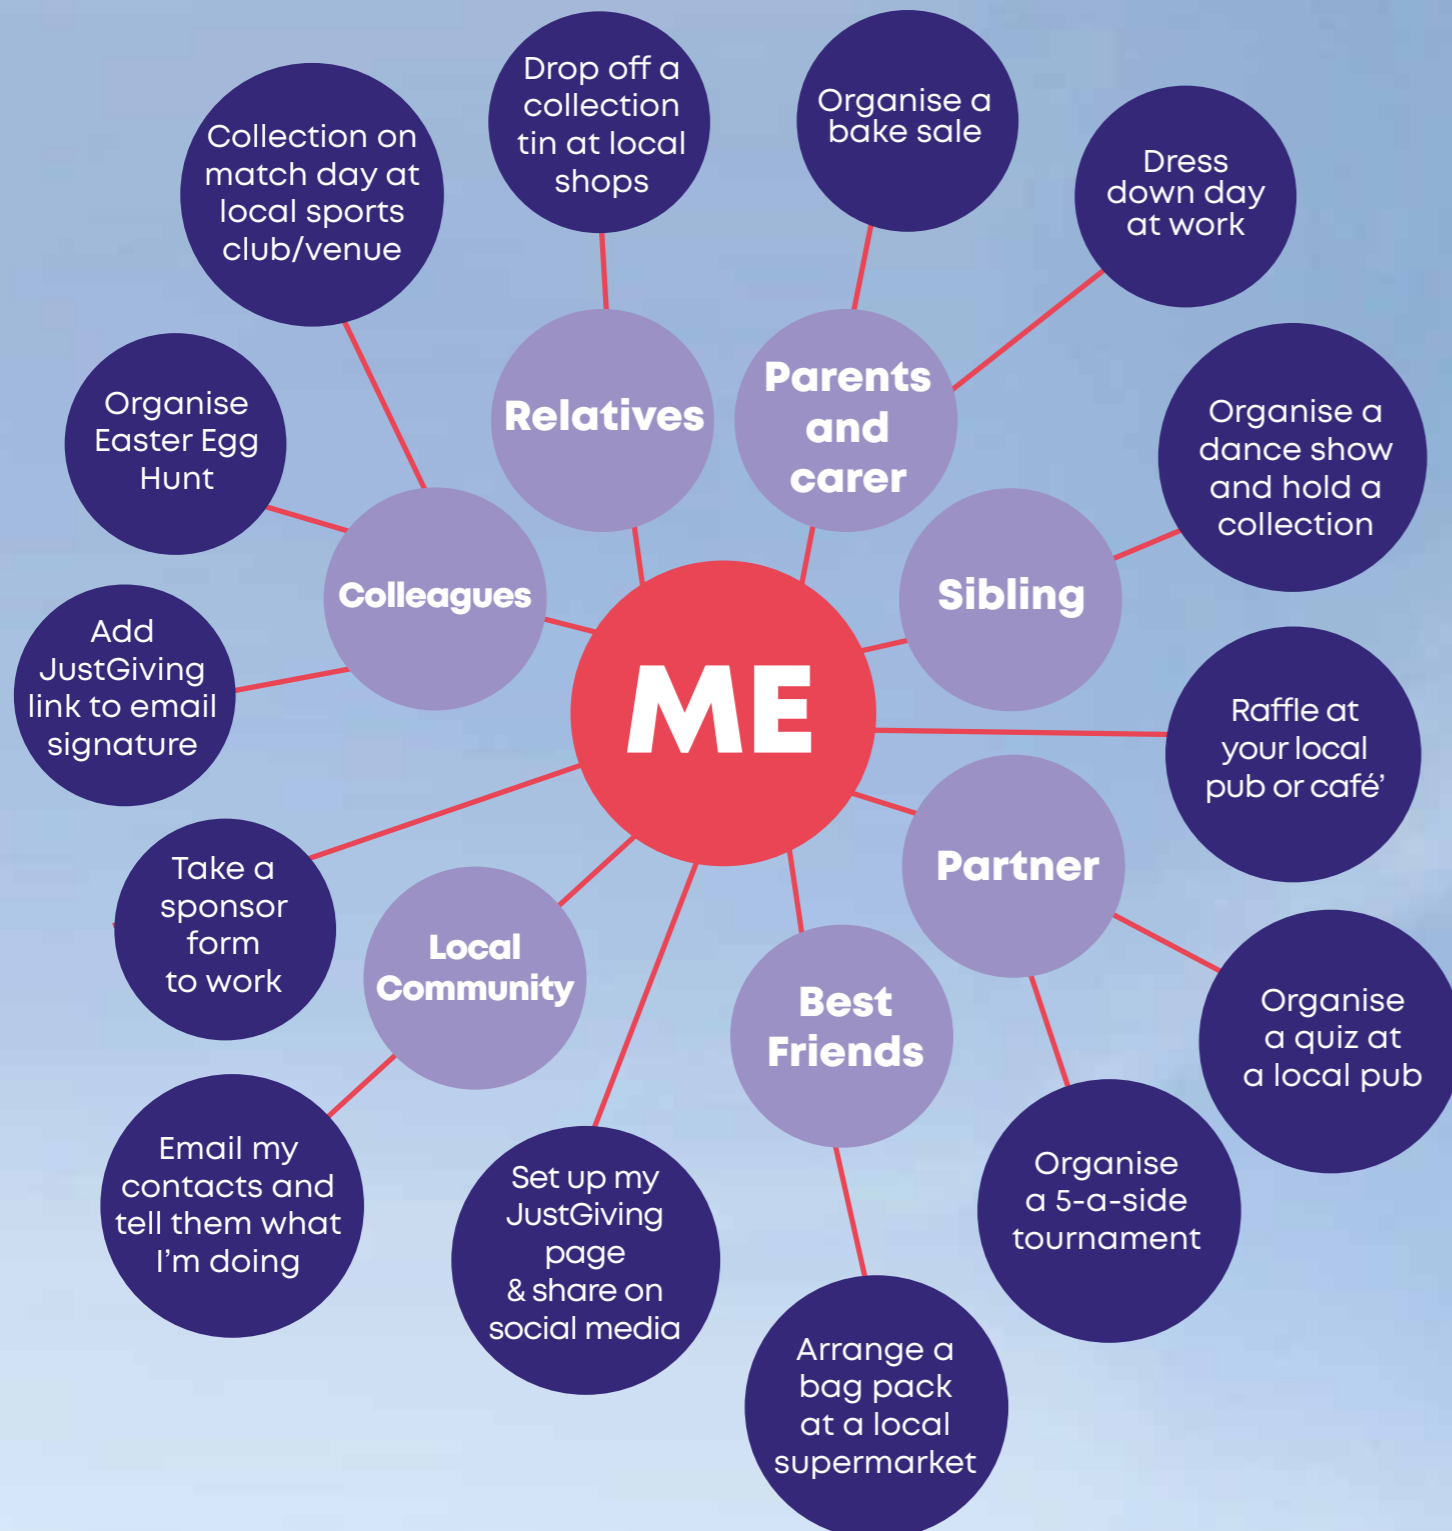 Drop off a
collection
tin at local
shops
Organise a
bake sale
Collection on
match day at
local sports
club/venue
Dress
down day
at work
Relatives
Parents
and
carer
Organise
Easter Egg
Hunt
Organise a
dance show
and hold a
collection
Colleagues
Sibling
Add
JustGiving
link to email
signature
ME
Raffle at
your local
pub or café’
Take a
sponsor
form
to work
Partner
Local
Community
Best
Friends
Organise
a quiz at
a local pub
Email my
contacts and
tell them what
I’m doing
Set up my
JustGiving
page
& share on
social media
Organise
a 5-a-side
tournament
Arrange a
bag pack
at a local
supermarket